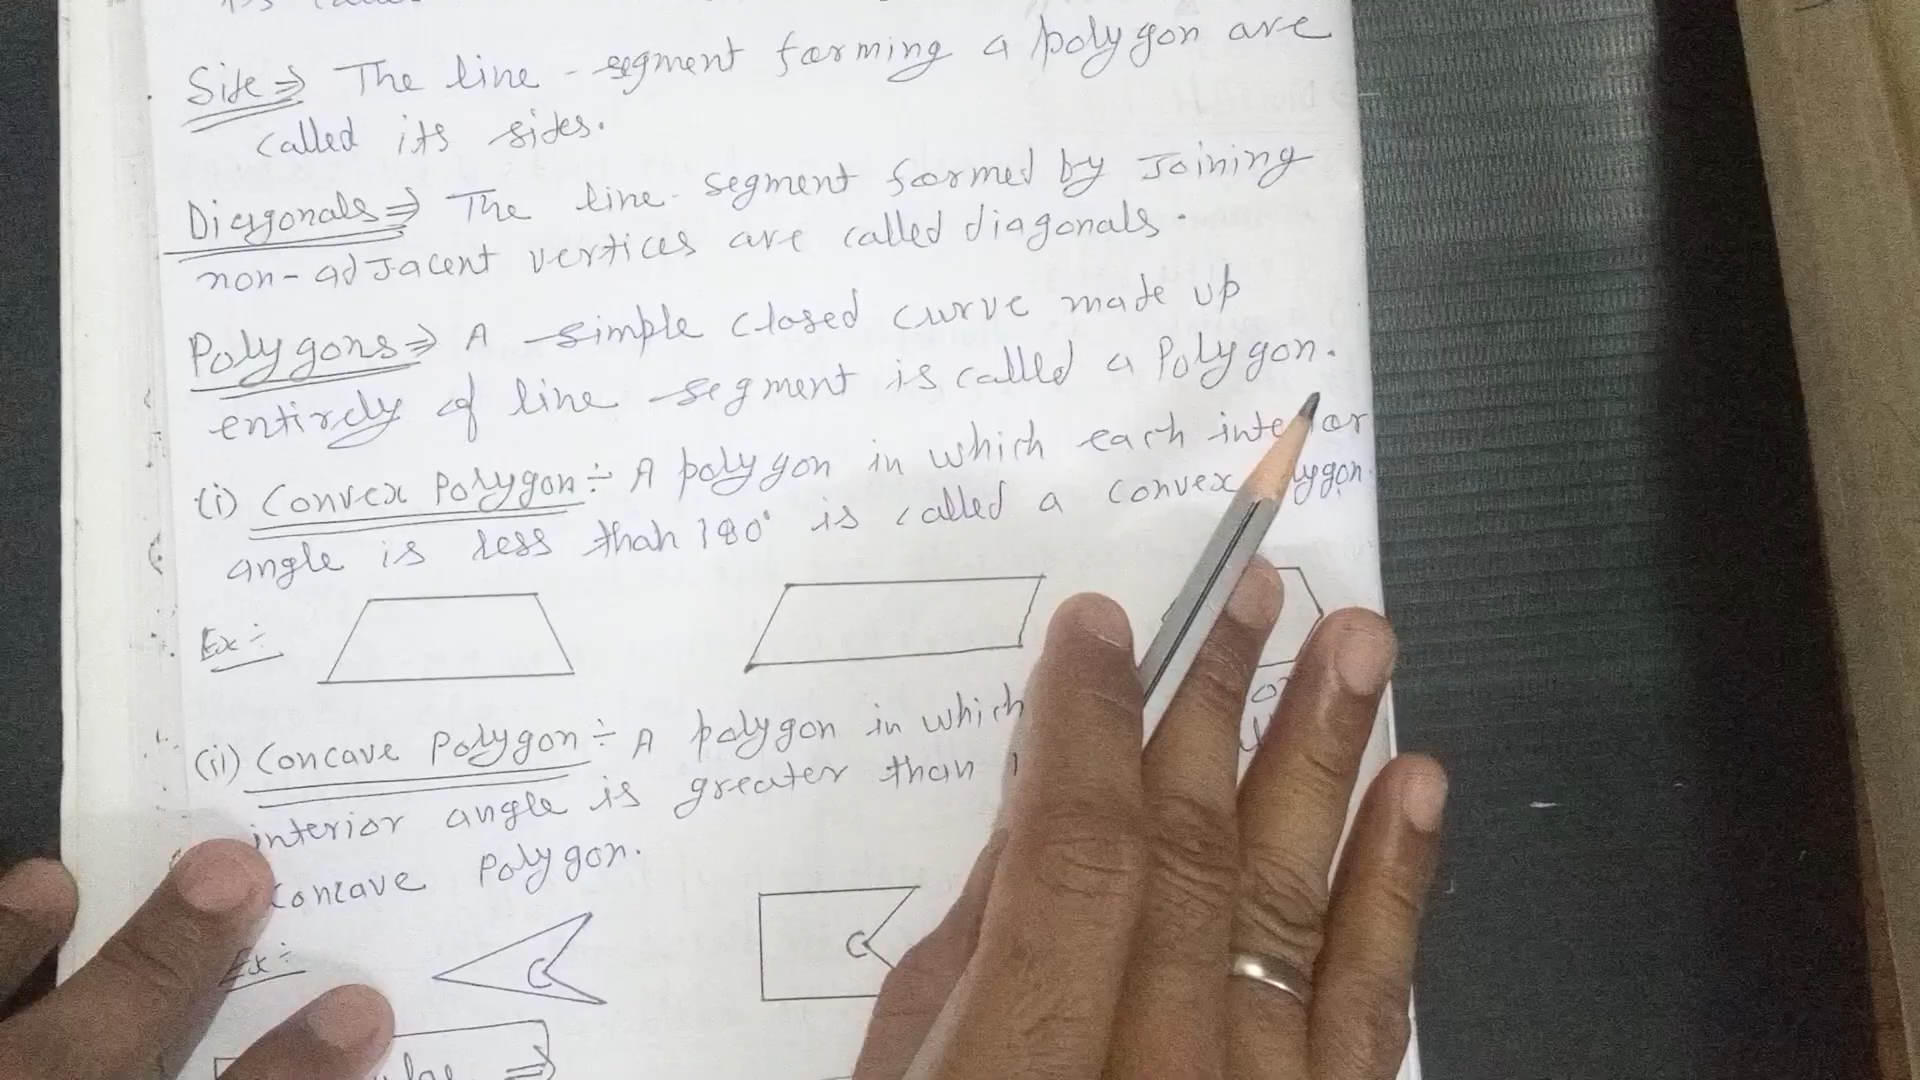 Side ⇒ The line - segment forming a polygon are
called its sides.
Diagonals ⇒ The line - segment formed by Joining
non-adJacent vertices are called diagonals.
Polygons ⇒ A simple closed curve made up
entirely of line segment is called a Polygon.
(i) Convex Polygon ÷ A polygon in which each interior
angle is less than 180° is called a convex
Ex ÷
(ii) Concave Polygon ÷ A polygon in which
interior angle is greater than
Concave Polygon.
Ex ÷